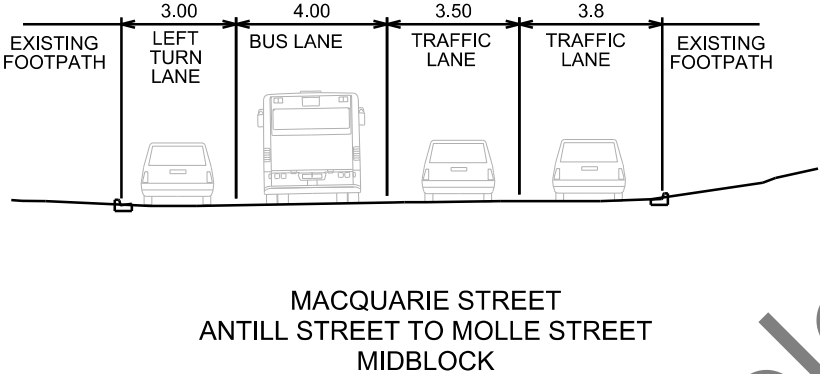 3.00 4.00 3.50 3.8
EXISTING FOOTPATH
LEFT TURN LANE
BUS LANE
TRAFFIC LANE
TRAFFIC LANE
EXISTING FOOTPATH
MACQUARIE STREET
ANTILL STREET TO MOLLE STREET
MIDBLOCK